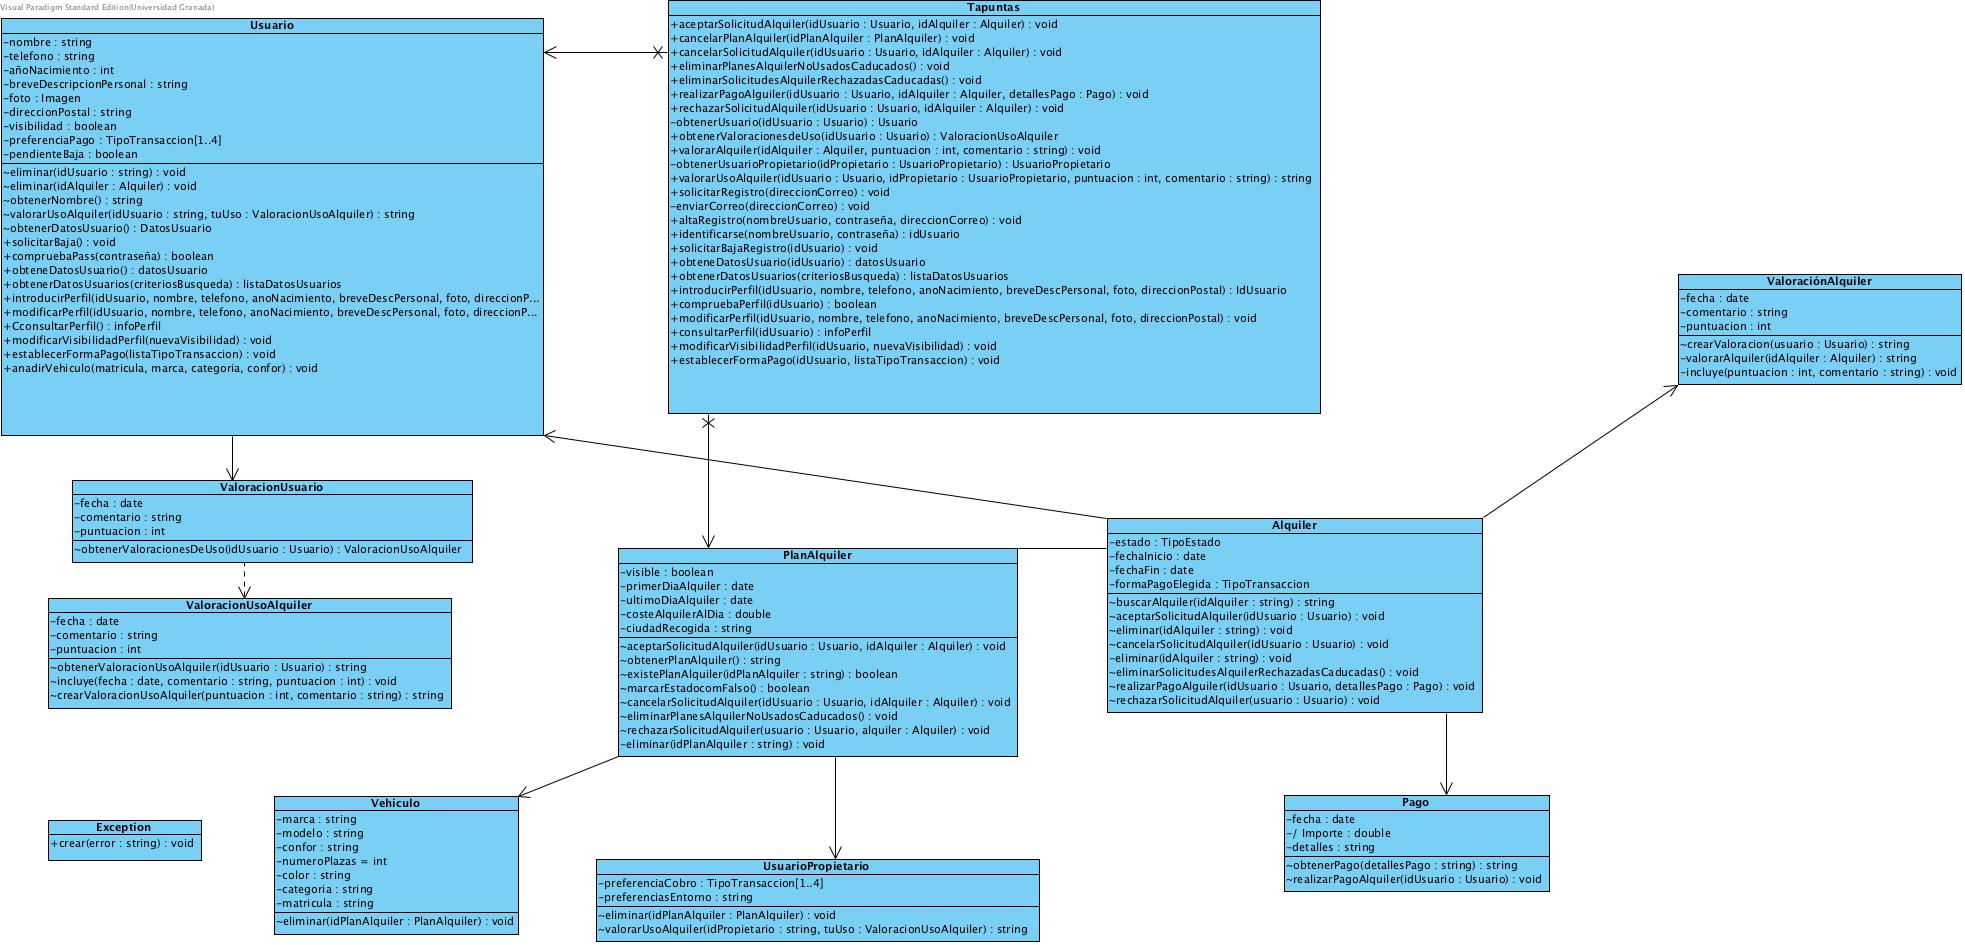 Visual Paradigm Standard Edition(Universidad Granada)
Usuario
-nombre : string
-telefono : string
-añoNacimiento : int
-breveDescripcionPersonal : string
-foto : Imagen
-direccionPostal : string
-visibilidad : boolean
-preferenciaPago : TipoTransaccion[1..4]
-pendienteBaja : boolean
~eliminar(idUsuario : string) : void
~eliminar(idAlquiler : Alquiler) : void
~obtenerNombre() : string
~valorarUsoAlquiler(idUsuario : string, tuUso : ValoracionUsoAlquiler) : string
~obtenerDatosUsuario() : DatosUsuario
+solicitarBaja() : void
+compruebaPass(contraseña) : boolean
+obteneDatosUsuario() : datosUsuario
+obtenerDatosUsuarios(criteriosBusqueda) : listaDatosUsuarios
+introducirPerfil(idUsuario, nombre, telefono, anoNacimiento, breveDescPersonal, foto, direccionP...
+modificarPerfil(idUsuario, nombre, telefono, anoNacimiento, breveDescPersonal, foto, direccionP...
+CconsultarPerfil() : infoPerfil
+modificarVisibilidadPerfil(nuevaVisibilidad) : void
+establecerFormaPago(listaTipoTransaccion) : void
+anadirVehiculo(matricula, marca, categoria, confor) : void
Tapuntas
+aceptarSolicitudAlquiler(idUsuario : Usuario, idAlquiler : Alquiler) : void
+cancelarPlanAlquiler(idPlanAlquiler : PlanAlquiler) : void
+cancelarSolicitudAlquiler(idUsuario : Usuario, idAlquiler : Alquiler) : void
+eliminarPlanesAlquilerNoUsadosCaducados() : void
+eliminarSolicitudesAlquilerRechazadasCaducadas() : void
+realizarPagoAlguiler(idUsuario : Usuario, idAlquiler : Alquiler, detallesPago : Pago) : void
+rechazarSolicitudAlquiler(idUsuario : Usuario, idAlquiler : Alquiler) : void
-obtenerUsuario(idUsuario : Usuario) : Usuario
+obtenerValoracionesdeUso(idUsuario : Usuario) : ValoracionUsoAlquiler
+valorarAlquiler(idAlquiler : Alquiler, puntuacion : int, comentario : string) : void
-obtenerUsuarioPropietario(idPropietario : UsuarioPropietario) : UsuarioPropietario
+valorarUsoAlquiler(idUsuario : Usuario, idPropietario : UsuarioPropietario, puntuacion : int, comentario : string) : string
+solicitarRegistro(direccionCorreo) : void
-enviarCorreo(direccionCorreo) : void
+altaRegistro(nombreUsuario, contraseña, direccionCorreo) : void
+identificarse(nombreUsuario, contraseña) : idUsuario
+solicitarBajaRegistro(idUsuario) : void
+obteneDatosUsuario(idUsuario) : datosUsuario
+obtenerDatosUsuarios(criteriosBusqueda) : listaDatosUsuarios
+introducirPerfil(idUsuario, nombre, telefono, anoNacimiento, breveDescPersonal, foto, direccionPostal) : IdUsuario
+compruebaPerfil(idUsuario) : boolean
+modificarPerfil(idUsuario, nombre, telefono, anoNacimiento, breveDescPersonal, foto, direccionPostal) : void
+consultarPerfil(idUsuario) : infoPerfil
+modificarVisibilidadPerfil(idUsuario, nuevaVisibilidad) : void
+establecerFormaPago(idUsuario, listaTipoTransaccion) : void
ValoraciónAlquiler
-fecha : date
-comentario : string
-puntuacion : int
~crearValoracion(usuario : Usuario) : string
-valorarAlquiler(idAlquiler : Alquiler) : string
-incluye(puntuacion : int, comentario : string) : void
ValoracionUsuario
-fecha : date
-comentario : string
-puntuacion : int
~obtenerValoracionesDeUso(idUsuario : Usuario) : ValoracionUsoAlquiler
ValoracionUsoAlquiler
-fecha : date
-comentario : string
-puntuacion : int
~obtenerValoracionUsoAlquiler(idUsuario : Usuario) : string
~incluye(fecha : date, comentario : string, puntuacion : int) : void
~crearValoracionUsoAlquiler(puntuacion : int, comentario : string) : string
PlanAlquiler
-visible : boolean
-primerDiaAlquiler : date
-ultimoDiaAlquiler : date
-costeAlquilerAlDia : double
-ciudadRecogida : string
~aceptarSolicitudAlquiler(idUsuario : Usuario, idAlquiler : Alquiler) : void
~obtenerPlanAlquiler() : string
~existePlanAlquiler(idPlanAlquiler : string) : boolean
~marcarEstadocomFalso() : boolean
~cancelarSolicitudAlquiler(idUsuario : Usuario, idAlquiler : Alquiler) : void
~eliminarPlanesAlquilerNoUsadosCaducados() : void
~rechazarSolicitudAlquiler(usuario : Usuario, alquiler : Alquiler) : void
-eliminar(idPlanAlquiler : string) : void
Alquiler
-estado : TipoEstado
-fechaInicio : date
-fechaFin : date
-formaPagoElegida : TipoTransaccion
~buscarAlquiler(idAlquiler : string) : string
~aceptarSolicitudAlquiler(idUsuario : Usuario) : void
~eliminar(idAlquiler : string) : void
~cancelarSolicitudAlquiler(idUsuario : Usuario) : void
~eliminar(idAlquiler : string) : void
~eliminarSolicitudesAlquilerRechazadasCaducadas() : void
~realizarPagoAlguiler(idUsuario : Usuario, detallesPago : Pago) : void
~rechazarSolicitudAlquiler(usuario : Usuario) : void
Exception
+crear(error : string) : void
Vehiculo
-marca : string
-modelo : string
-confor : string
-numeroPlazas = int
-color : string
-categoria : string
-matricula : string
~eliminar(idPlanAlquiler : PlanAlquiler) : void
UsuarioPropietario
-preferenciaCobro : TipoTransaccion[1..4]
-preferenciasEntorno : string
~eliminar(idPlanAlquiler : PlanAlquiler) : void
~valorarUsoAlquiler(idPropietario : string, tuUso : ValoracionUsoAlquiler) : string
Pago
-fecha : date
-/ Importe : double
-detalles : string
~obtenerPago(detallesPago : string) : string
~realizarPagoAlquiler(idUsuario : Usuario) : void